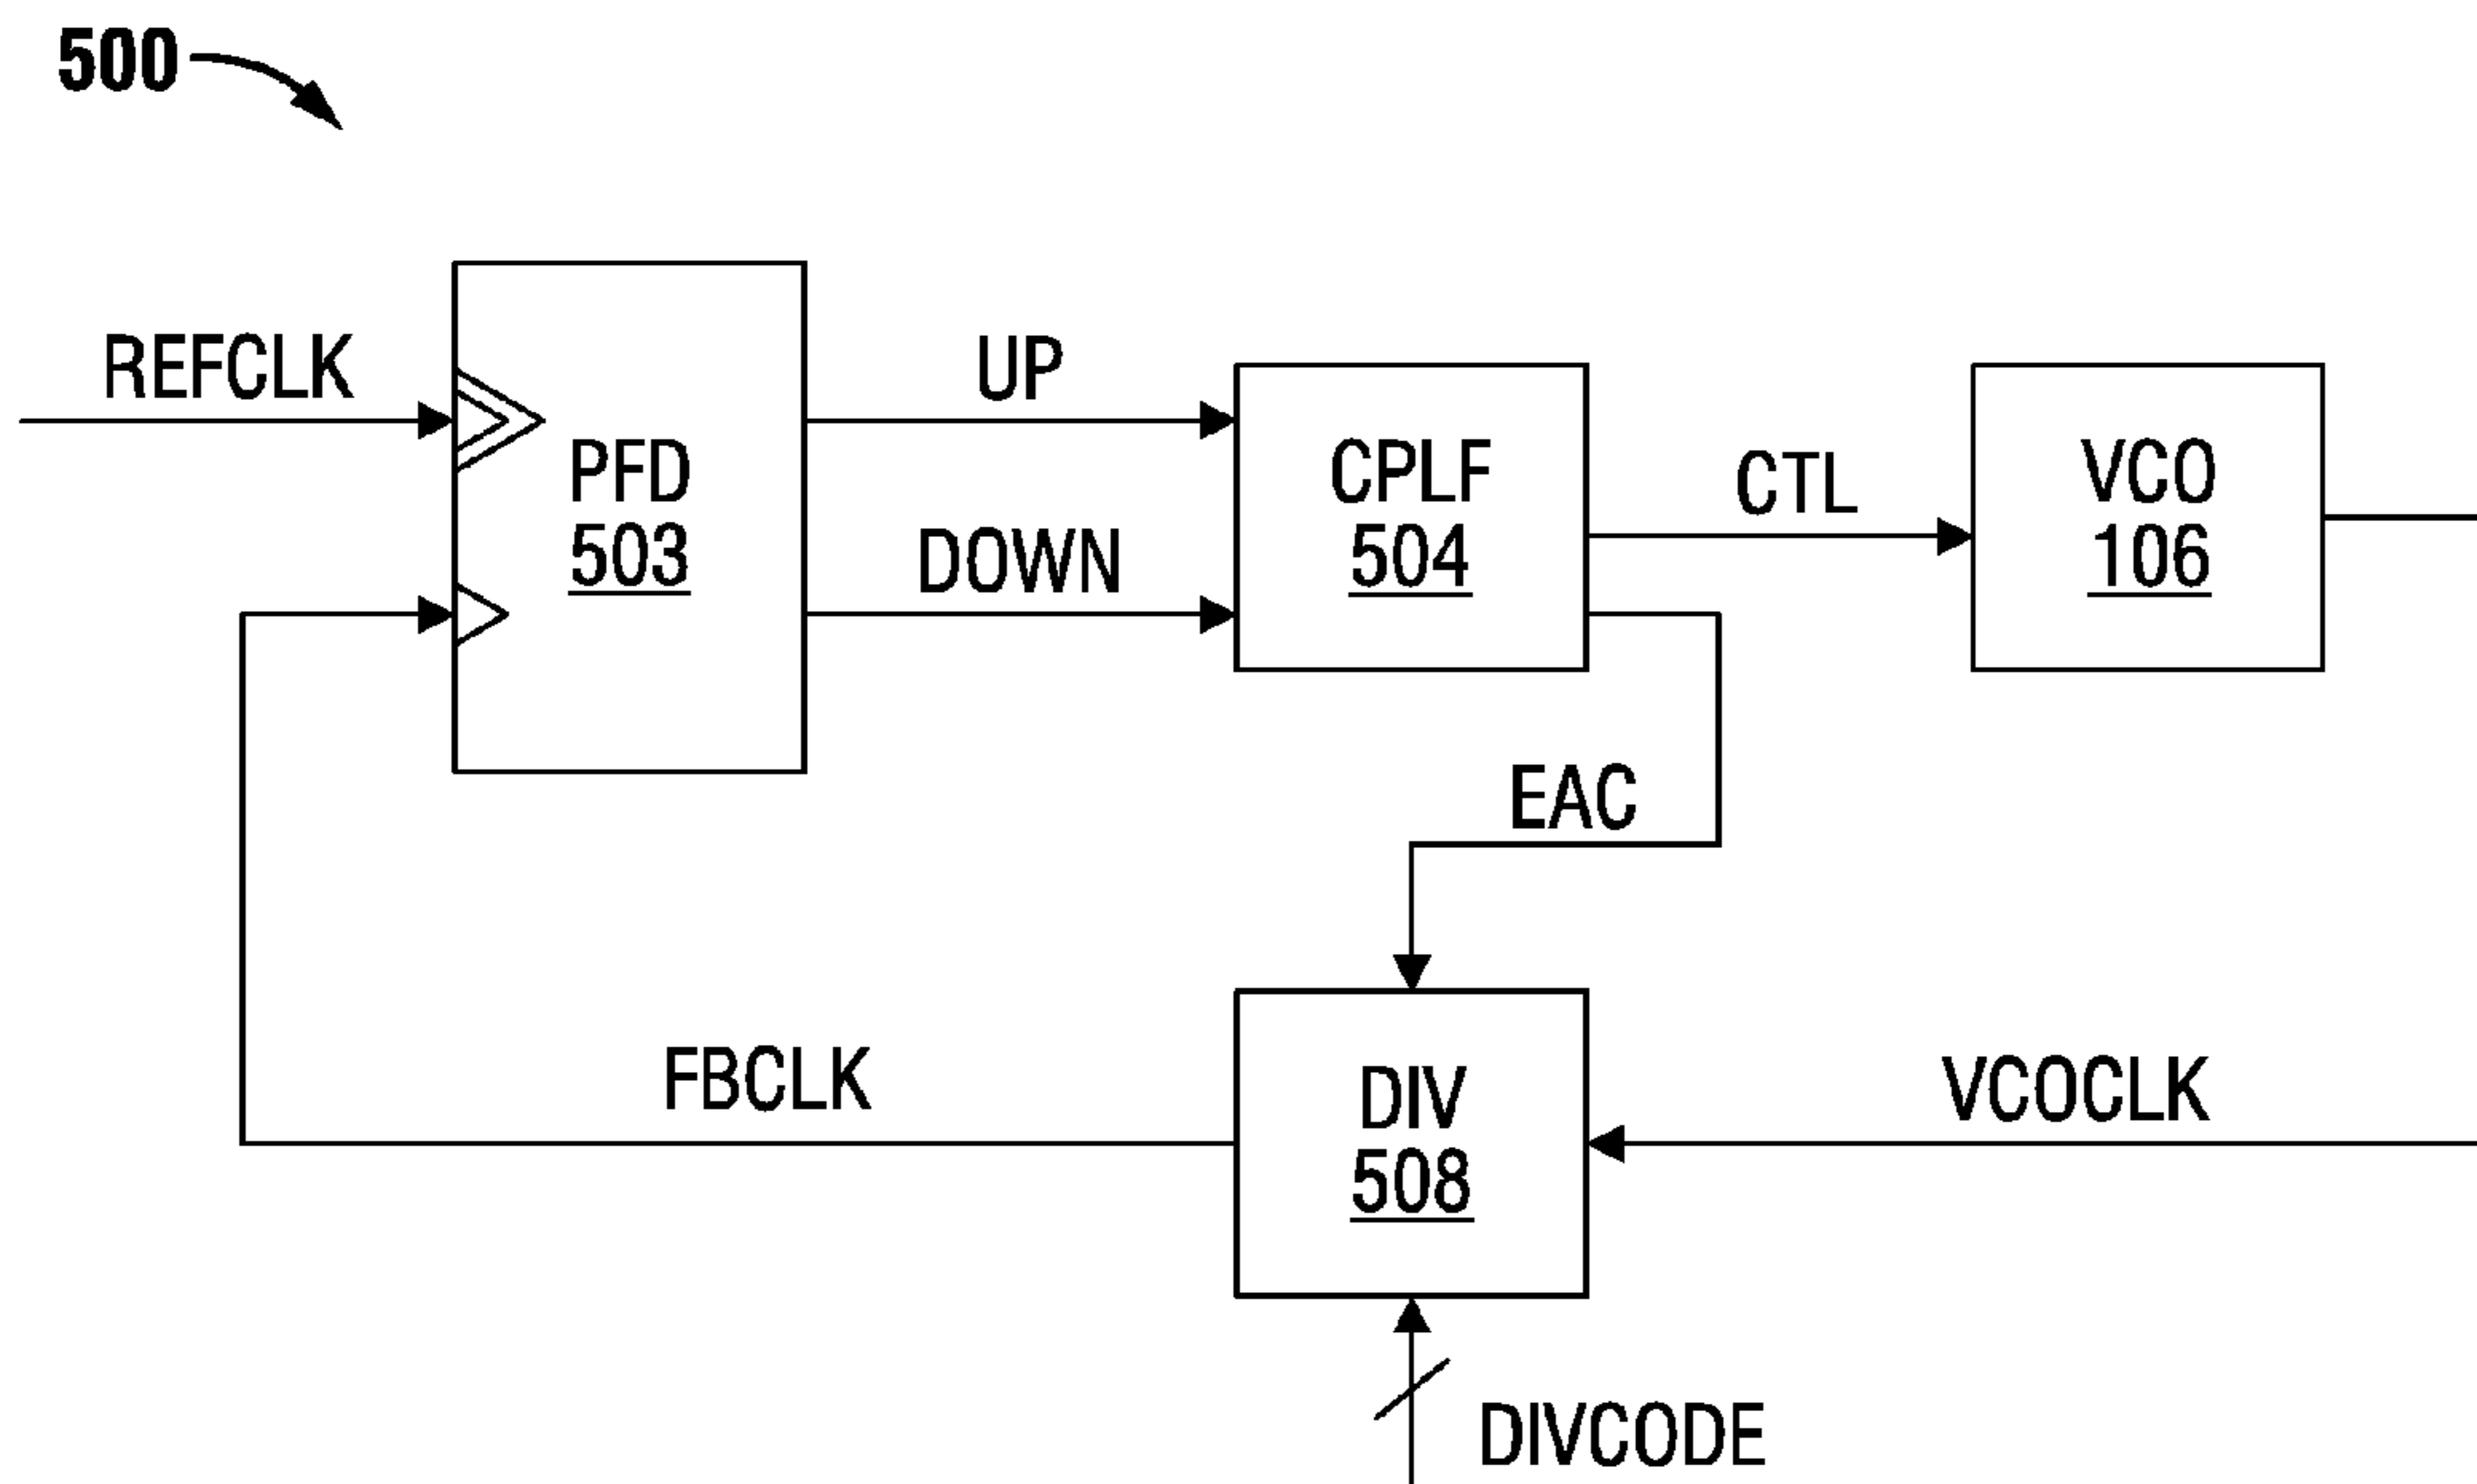 500
REFCLK
PFD
503
UP
DOWN
CPLF
504
CTL
VCO
106
EAC
FBCLK
DIV
508
VCOCLK
DIVCODE